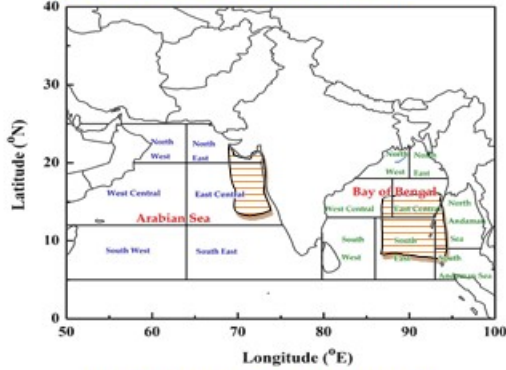 40
30
20
10
0
Latitude (°N)
North
West
North
East
West Central
East Central
Arabian Sea
South West
South East
North
West
North
East
Bay of Bengal
West Central
East Central
North
Andaman
Sea
South
West
South
East
South
Andaman Sea
50
60
70
80
90
100
Longitude (°E)